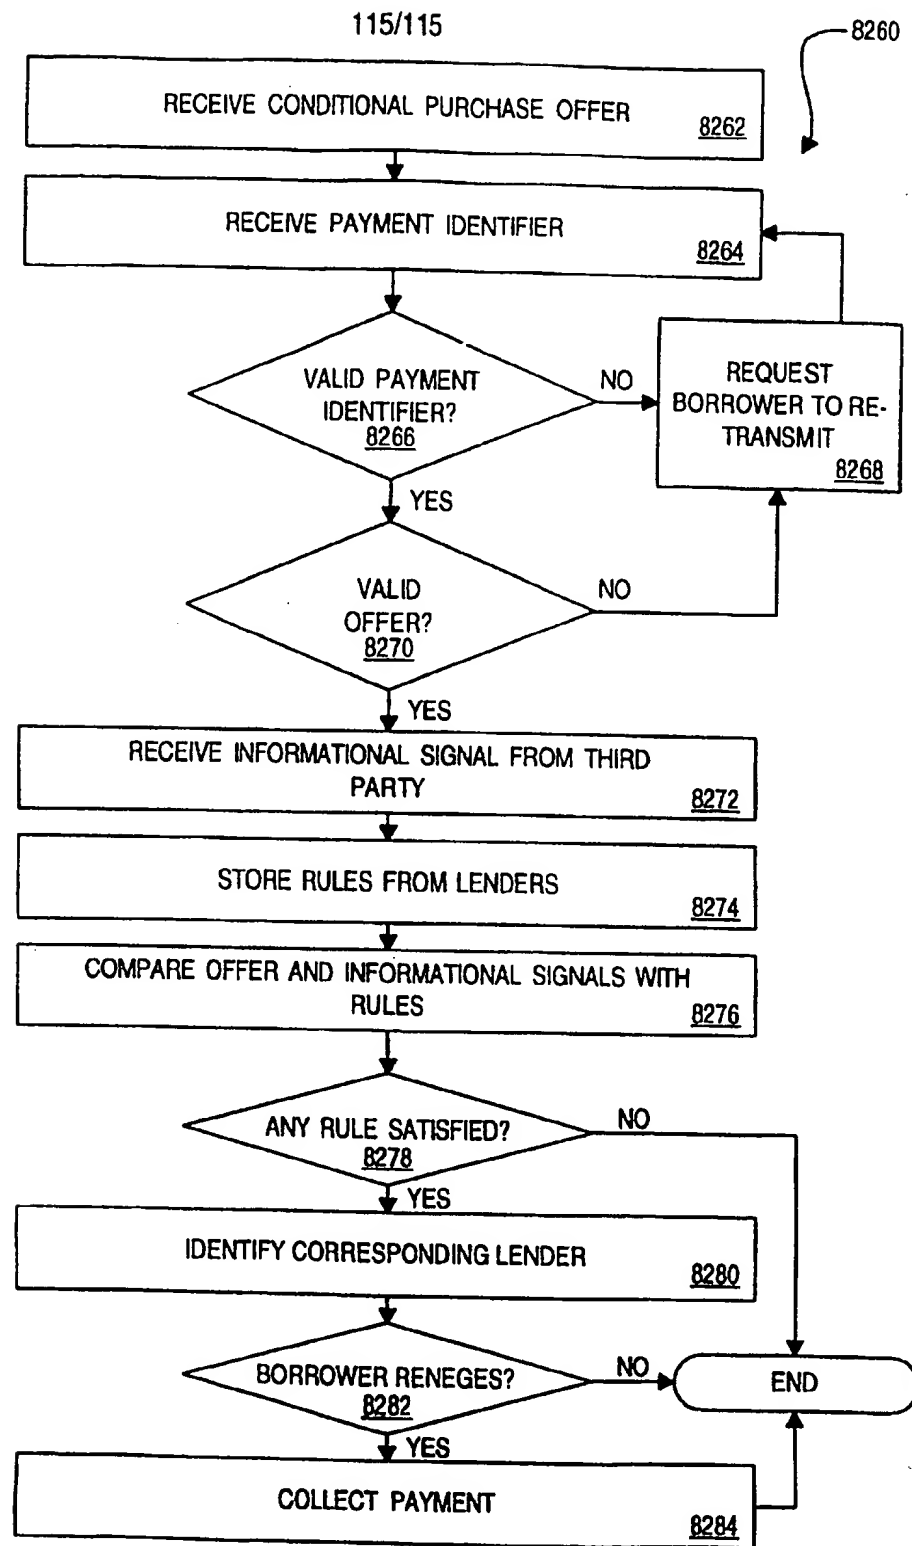 115/115
8260
RECEIVE CONDITIONAL PURCHASE OFFER
8262
RECEIVE PAYMENT IDENTIFIER
8264
VALID PAYMENT
IDENTIFIER?
8266
NO
REQUEST
BORROWER TO RE-
TRANSMIT
8268
YES
VALID
OFFER?
8270
NO
YES
RECEIVE INFORMATIONAL SIGNAL FROM THIRD
PARTY
8272
STORE RULES FROM LENDERS
8274
COMPARE OFFER AND INFORMATIONAL SIGNALS WITH
RULES
8276
ANY RULE SATISFIED?
8278
NO
YES
IDENTIFY CORRESPONDING LENDER
8280
BORROWER RENEGES?
8282
NO
END
YES
COLLECT PAYMENT
8284